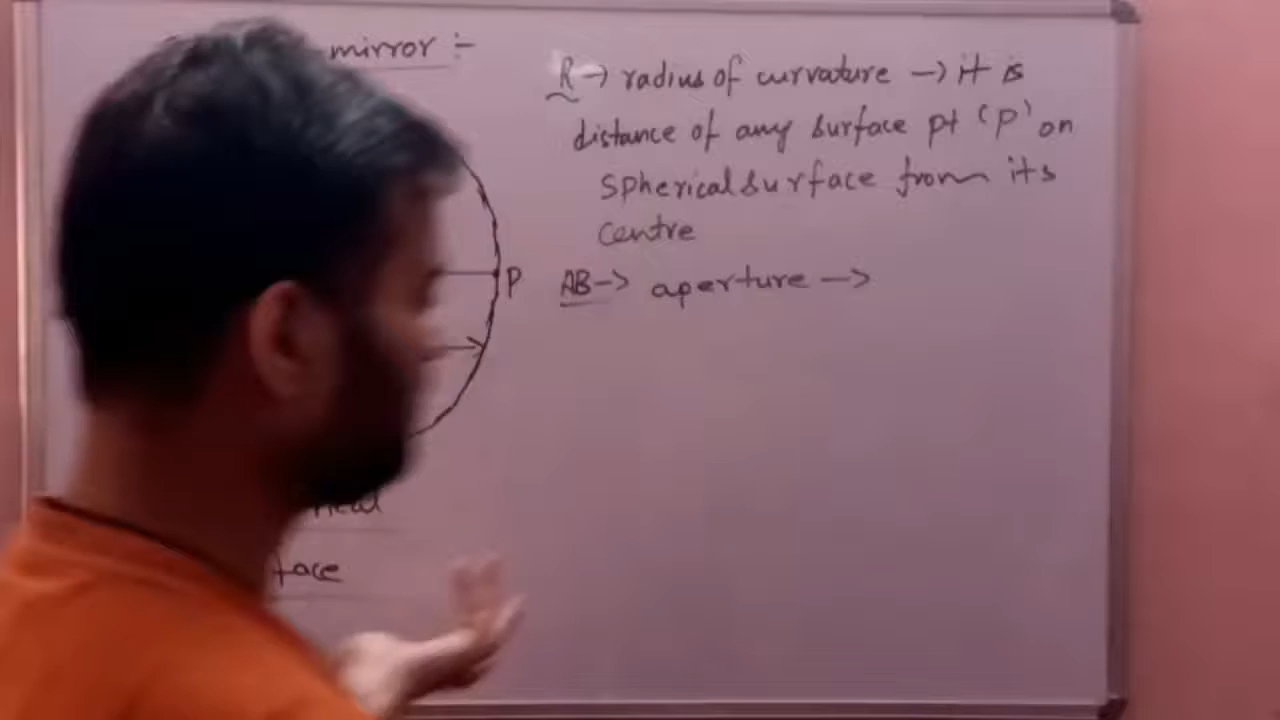 mirror :-
R -> radius of curvature -> it is
distance of any surface pt 'p' on
spherical surface from its
centre
P
AB -> aperture ->
face